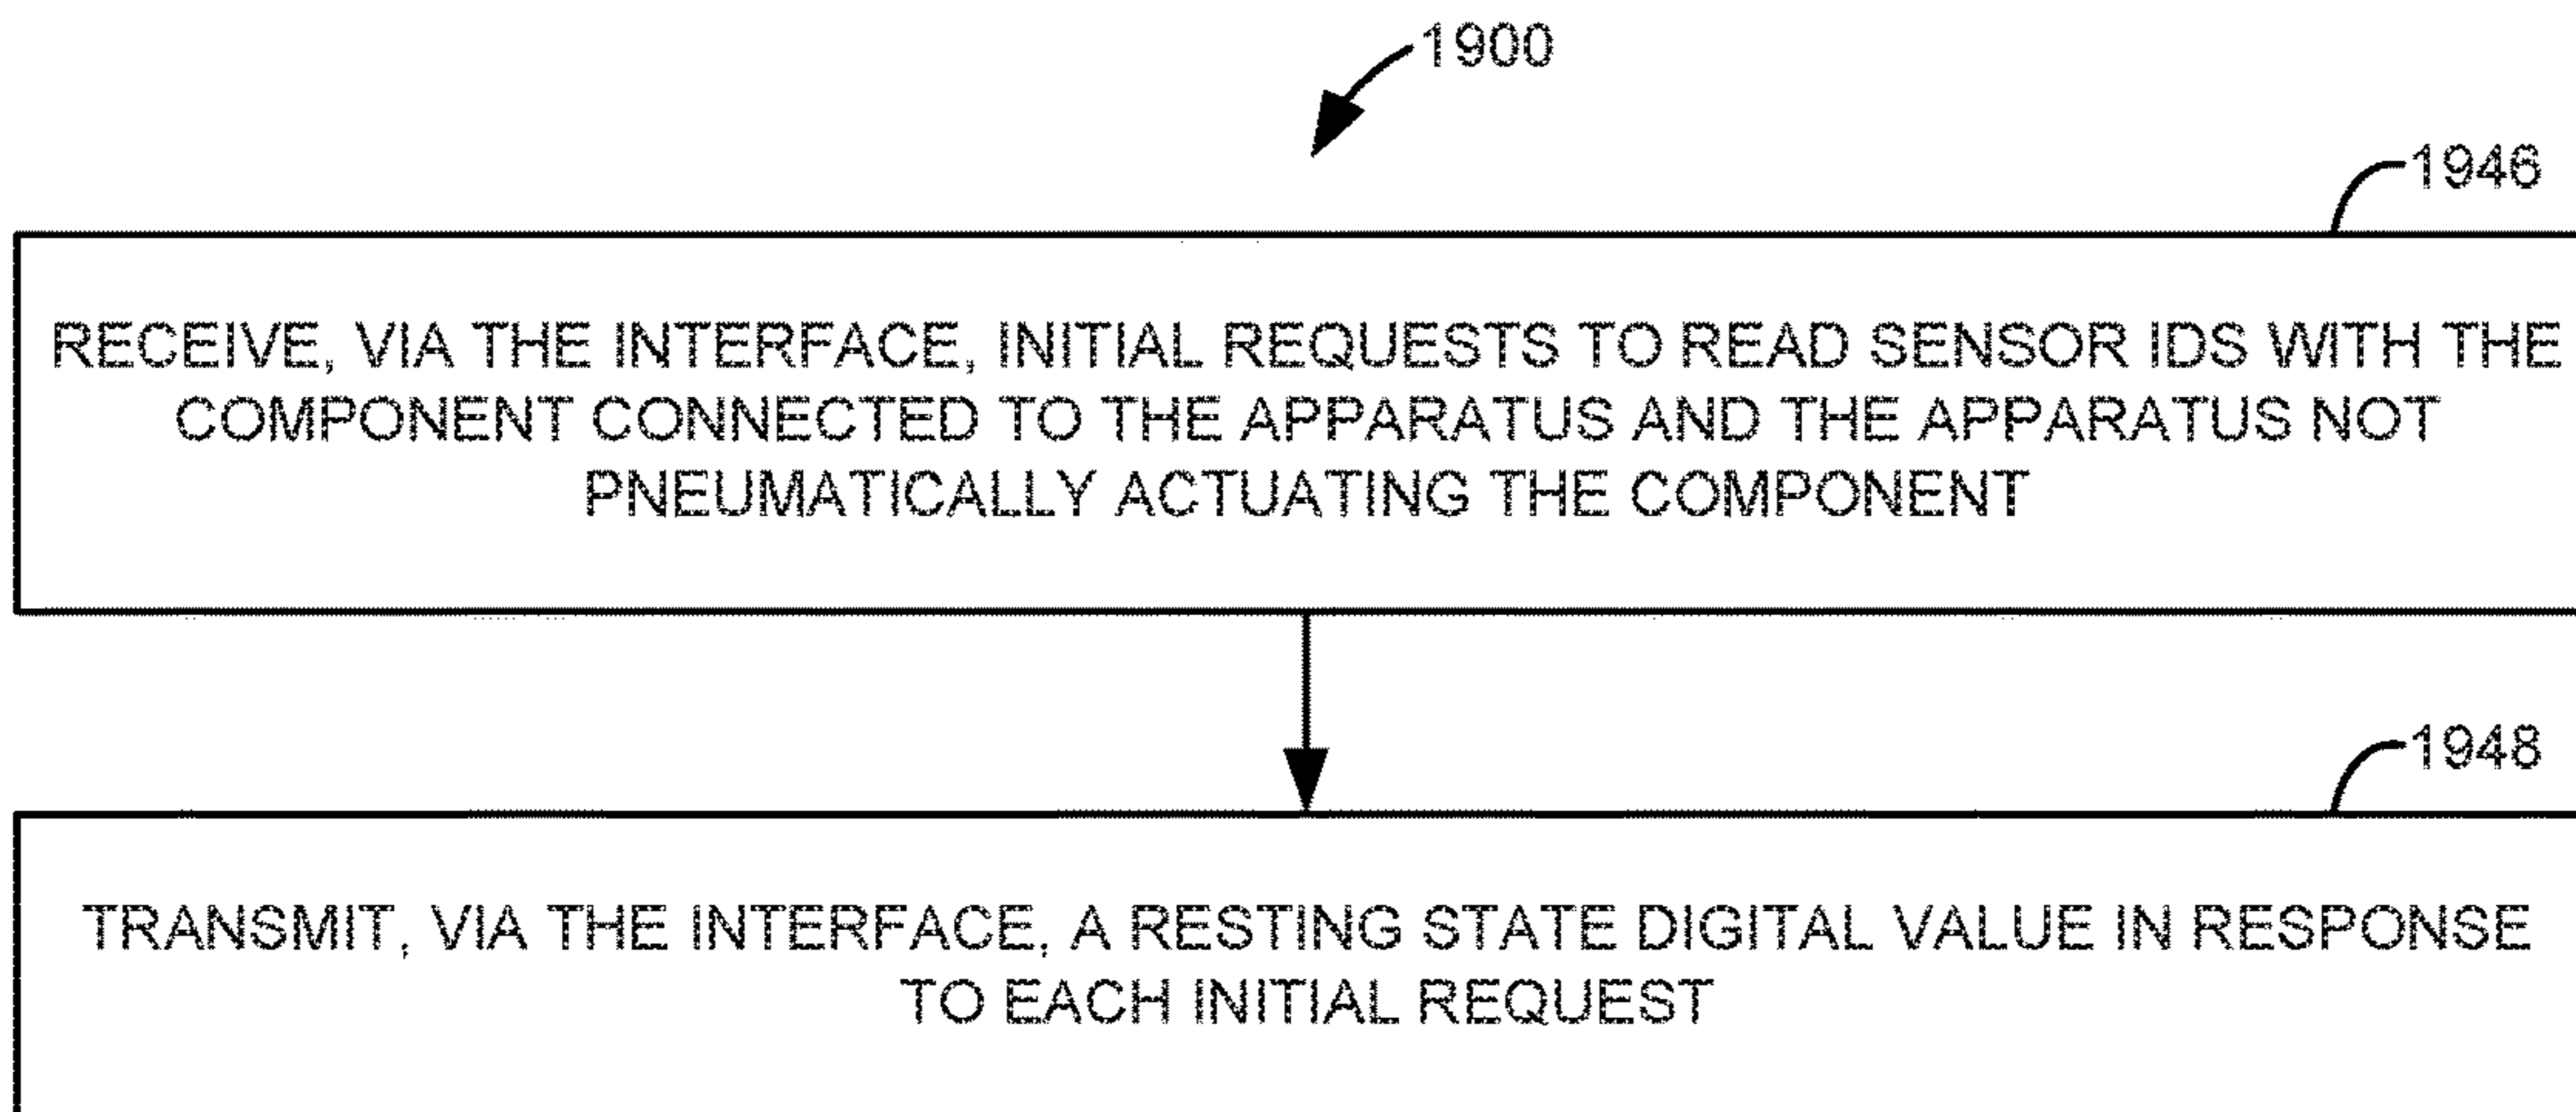 1900
1946
RECEIVE, VIA THE INTERFACE, INITIAL REQUESTS TO READ SENSOR IDS WITH THE
COMPONENT CONNECTED TO THE APPARATUS AND THE APPARATUS NOT
PNEUMATICALLY ACTUATING THE COMPONENT
1948
TRANSMIT, VIA THE INTERFACE, A RESTING STATE DIGITAL VALUE IN RESPONSE
TO EACH INITIAL REQUEST